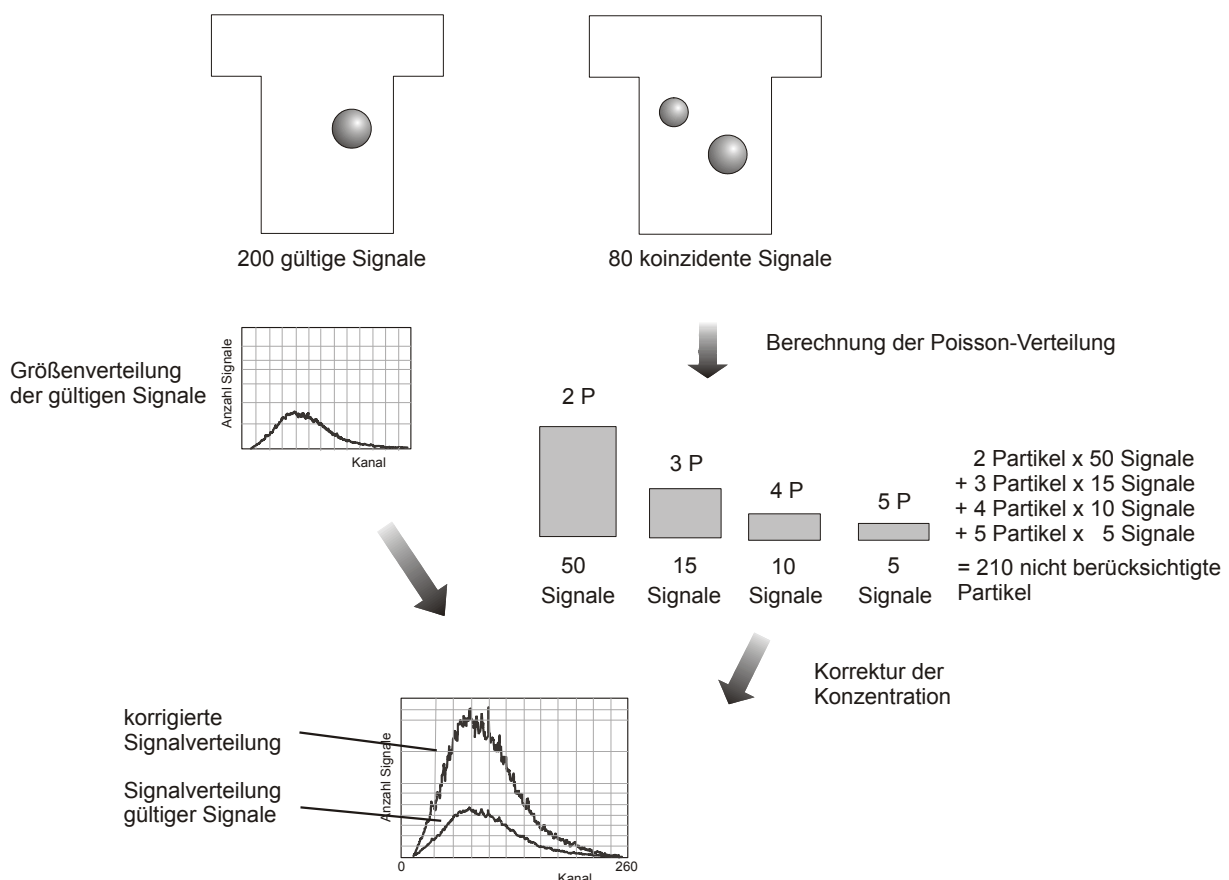 200 gültige Signale
80 koinzidente Signale
Berechnung der Poisson-Verteilung
Größenverteilung
der gültigen Signale
Anzahl Signale
Kanal
2 P
3 P
4 P
5 P
50
Signale
15
Signale
10
Signale
5
Signale
2 Partikel x 50 Signale
+ 3 Partikel x 15 Signale
+ 4 Partikel x 10 Signale
+ 5 Partikel x 5 Signale
= 210 nicht berücksichtigte
Partikel
Korrektur der
Konzentration
korrigierte
Signalverteilung
Signalverteilung
gültiger Signale
Anzahl Signale
0
260
Kanal